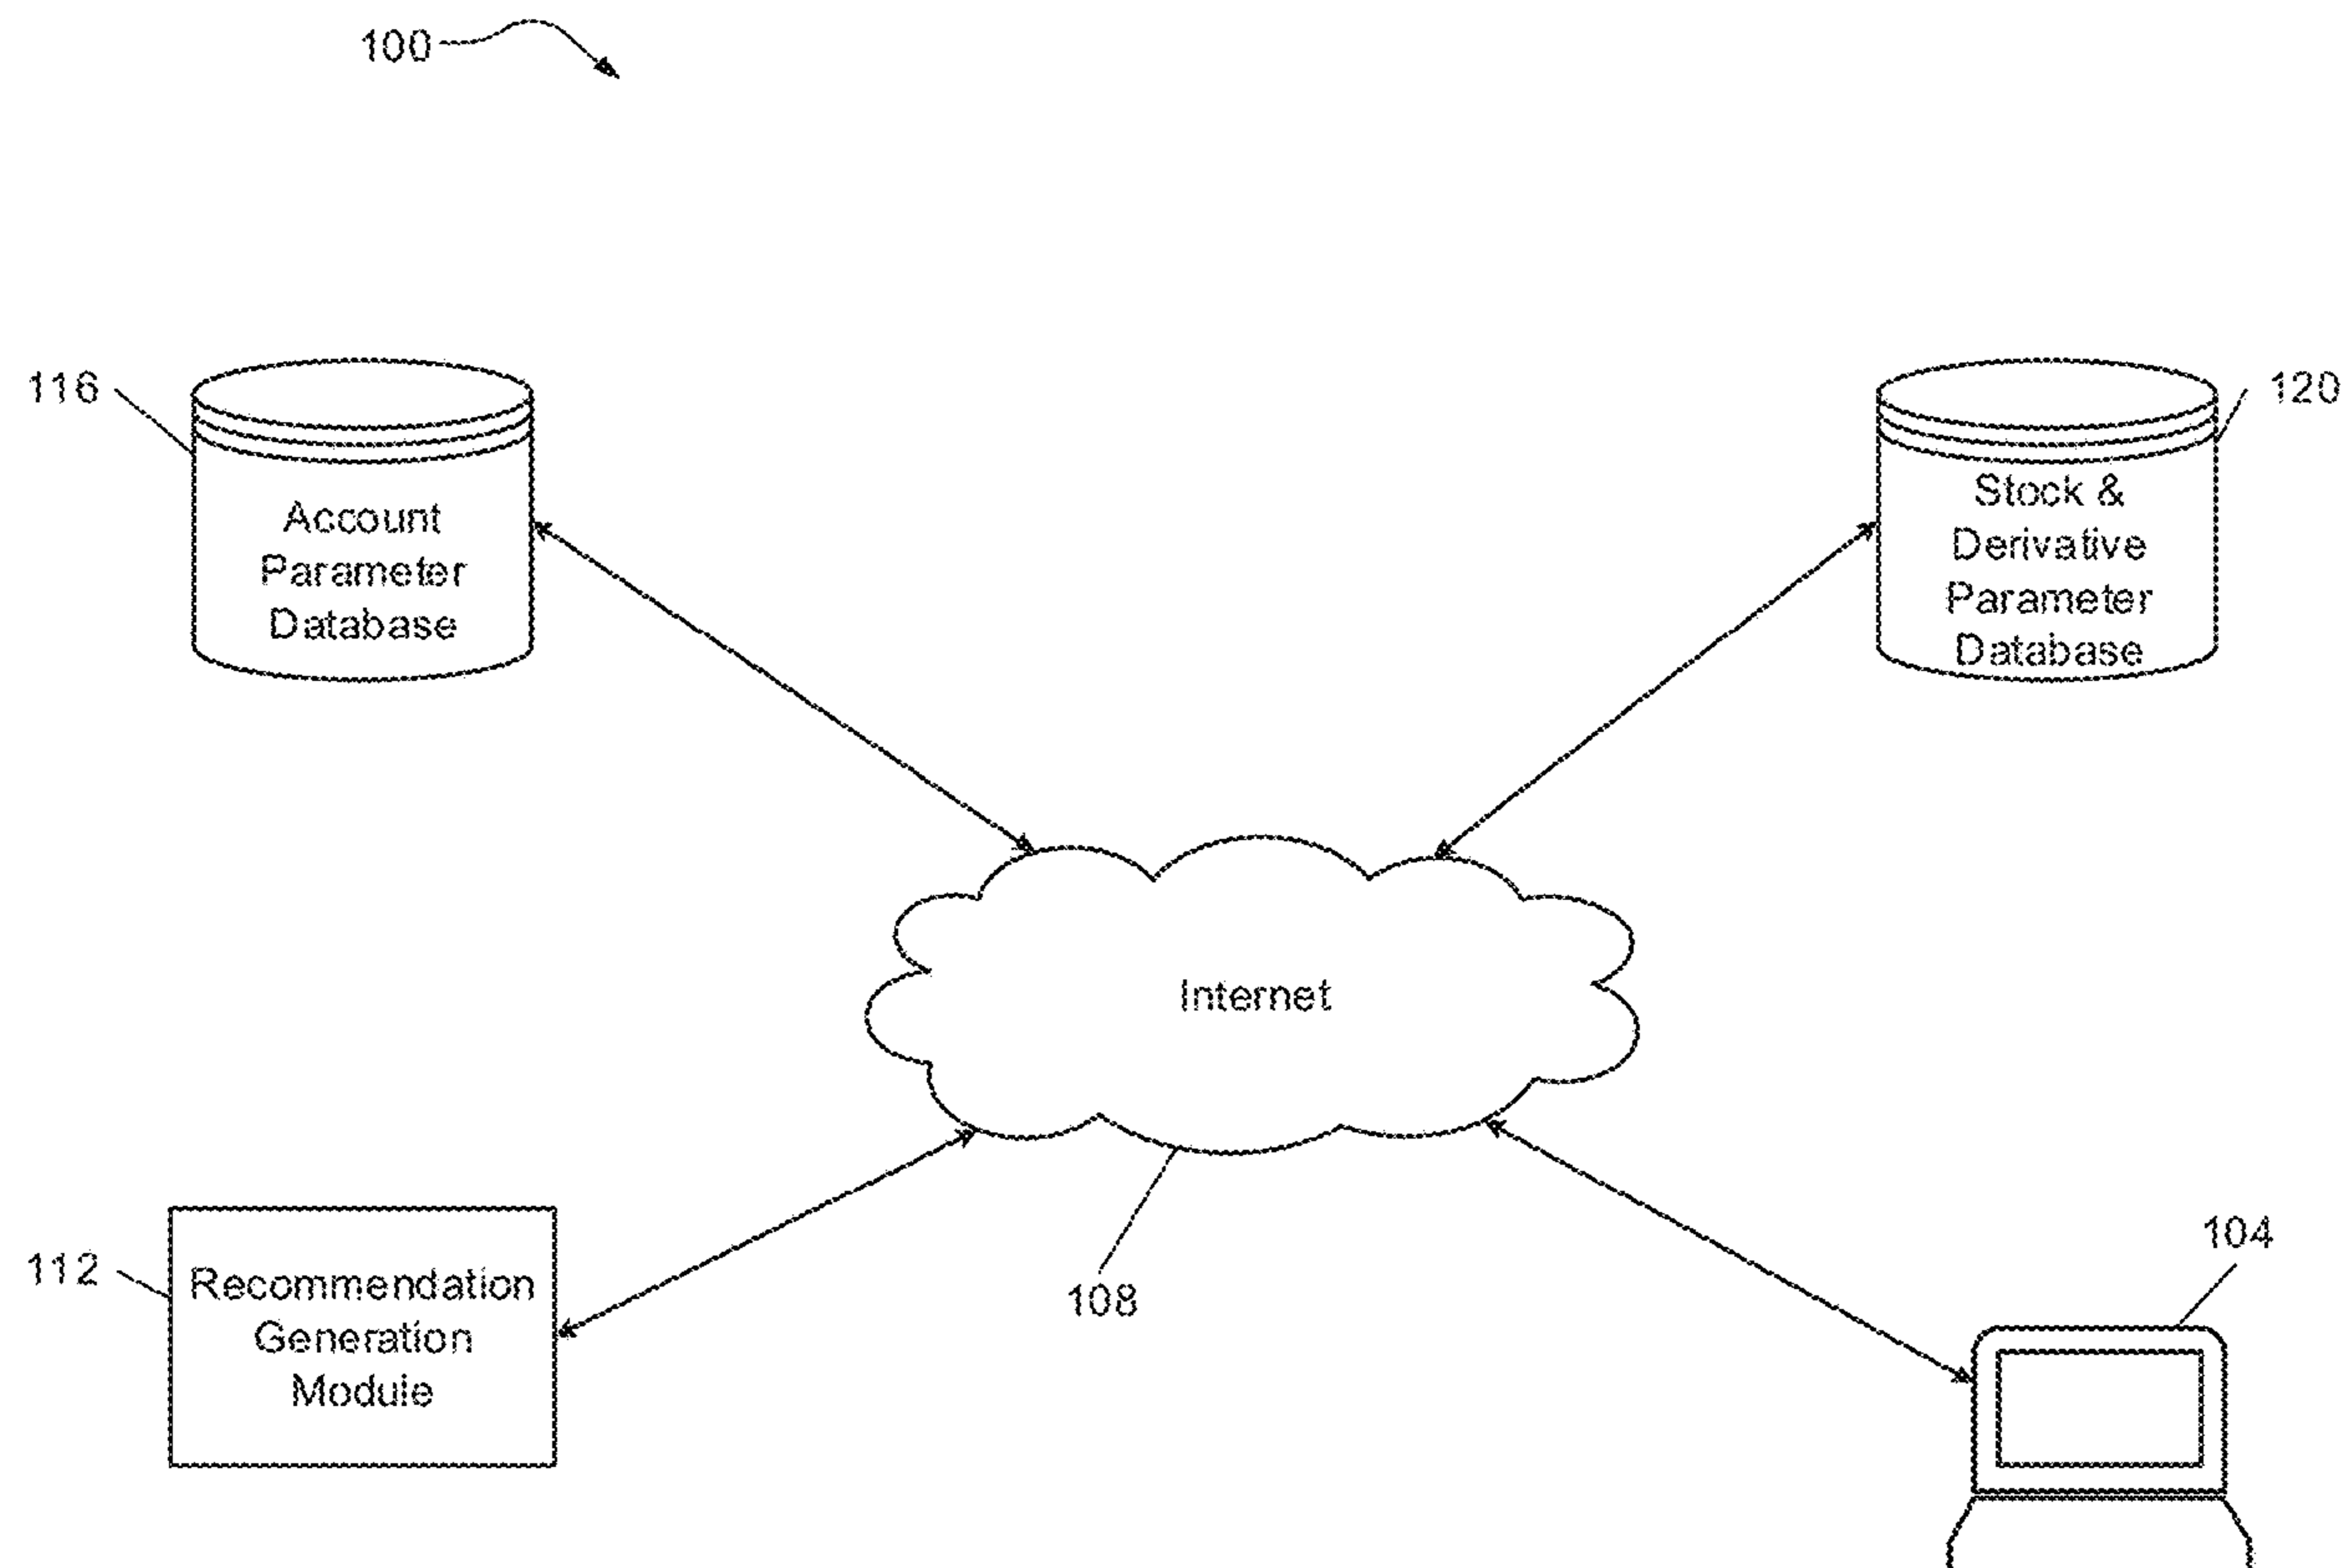 100
116
Account
Parameter
Database
120
Stock &
Derivative
Parameter
Database
Internet
108
112
Recommendation
Generation
Module
104